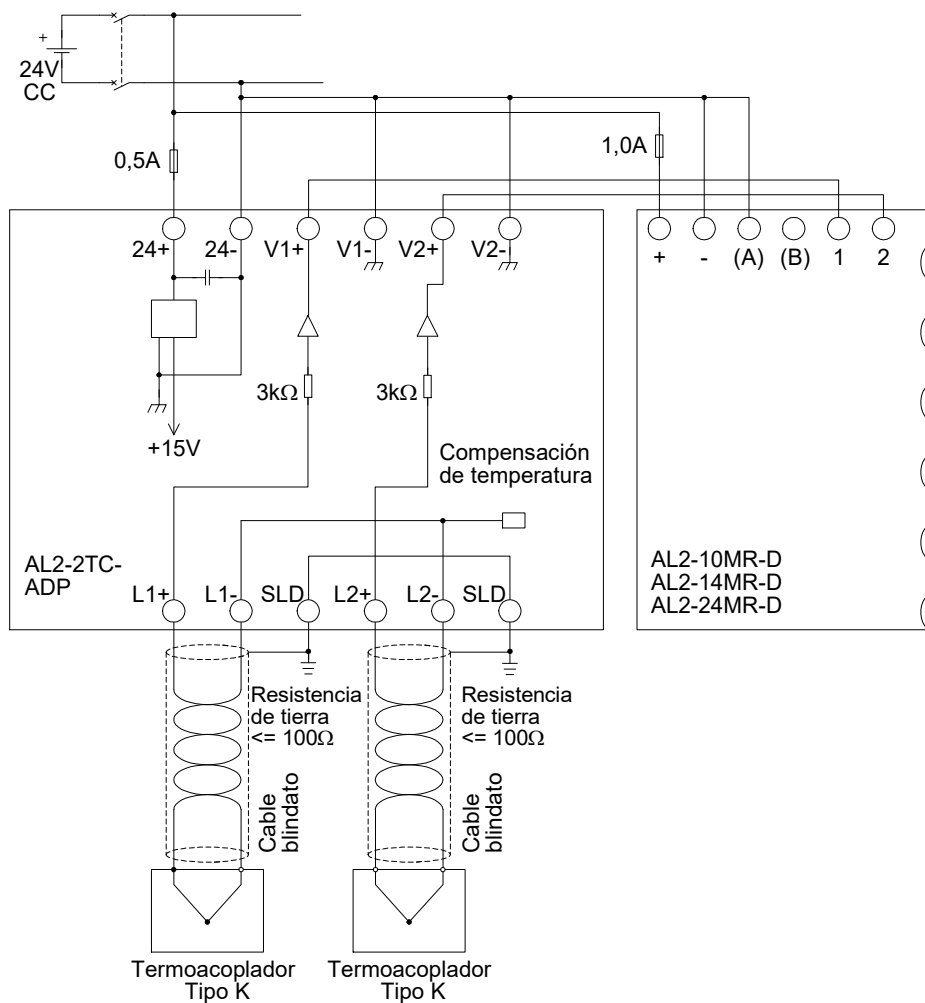 +
24V
CC
0,5A
1,0A
24+ 24- V1+ V1- V2+ V2-
+ - (A) (B) 1 2
3kΩ 3kΩ
+15V
Compensación
de temperatura
AL2-2TC-
ADP
AL2-10MR-D
AL2-14MR-D
AL2-24MR-D
L1+ L1- SLD L2+ L2- SLD
Resistencia
de tierra
<= 100Ω
Resistencia
de tierra
<= 100Ω
Cable
blindato
Cable
blindato
Termoacoplador
Tipo K
Termoacoplador
Tipo K